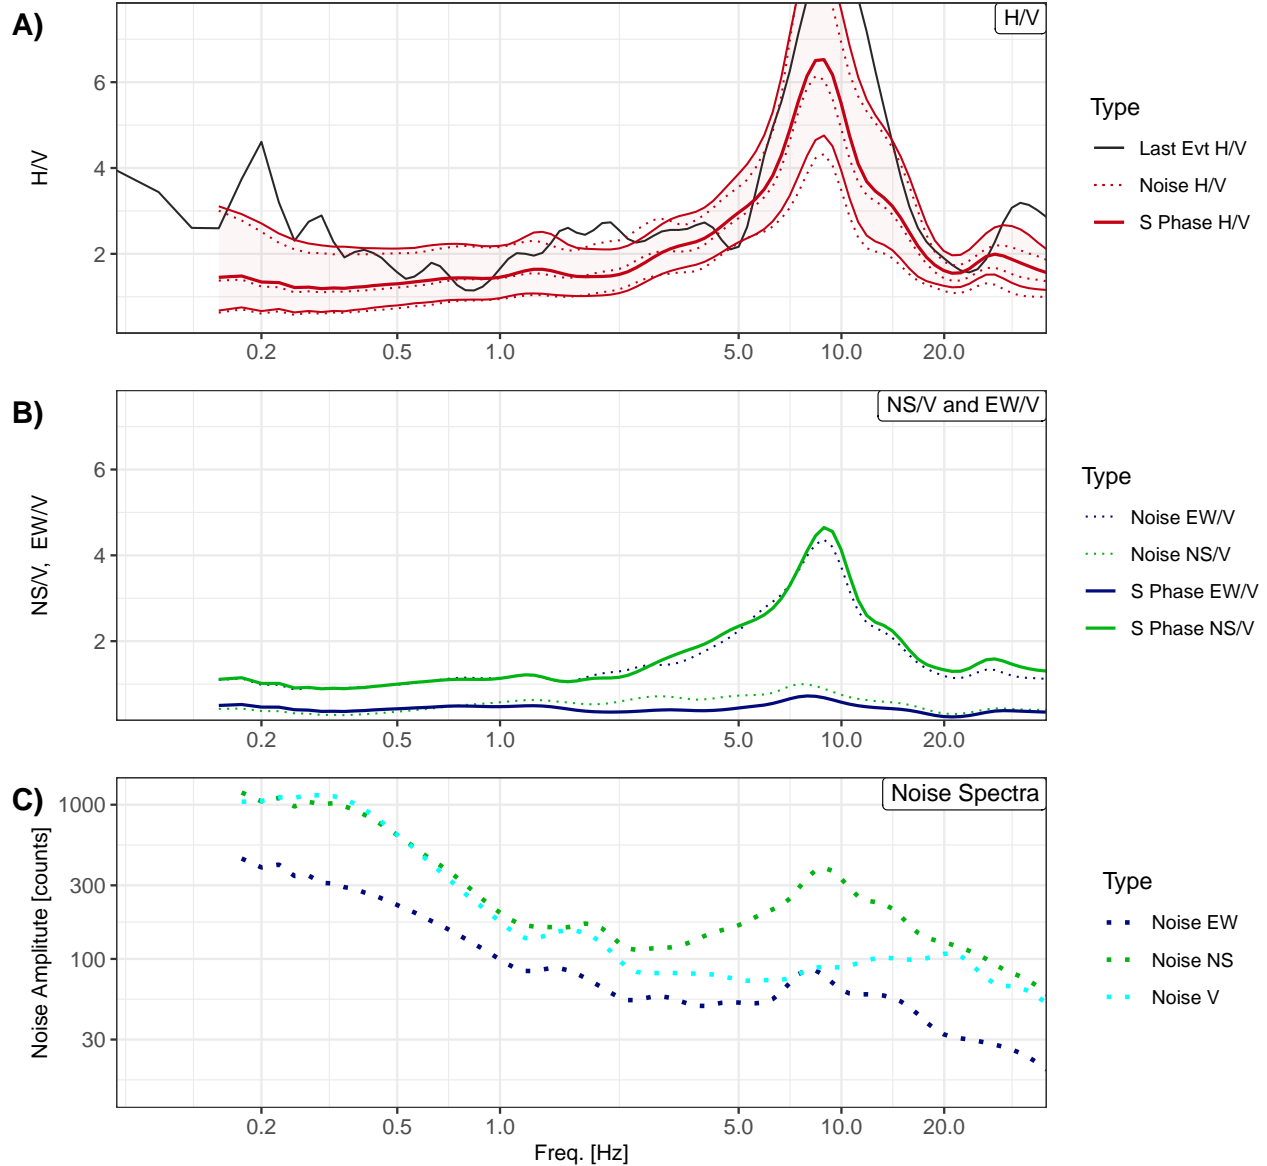 A)
H/V
H/V
6
4
2
0.2 0.5 1.0 5.0 10.0 20.0
Type
Last Evt H/V
Noise H/V
S Phase H/V
B)
NS/V and EW/V
NS/V, EW/V
6
4
2
0.2 0.5 1.0 5.0 10.0 20.0
Type
Noise EW/V
Noise NS/V
S Phase EW/V
S Phase NS/V
C)
Noise Spectra
Noise Amplitute [counts]
1000
300
100
30
0.2 0.5 1.0 5.0 10.0 20.0
Freq. [Hz]
Type
Noise EW
Noise NS
Noise V